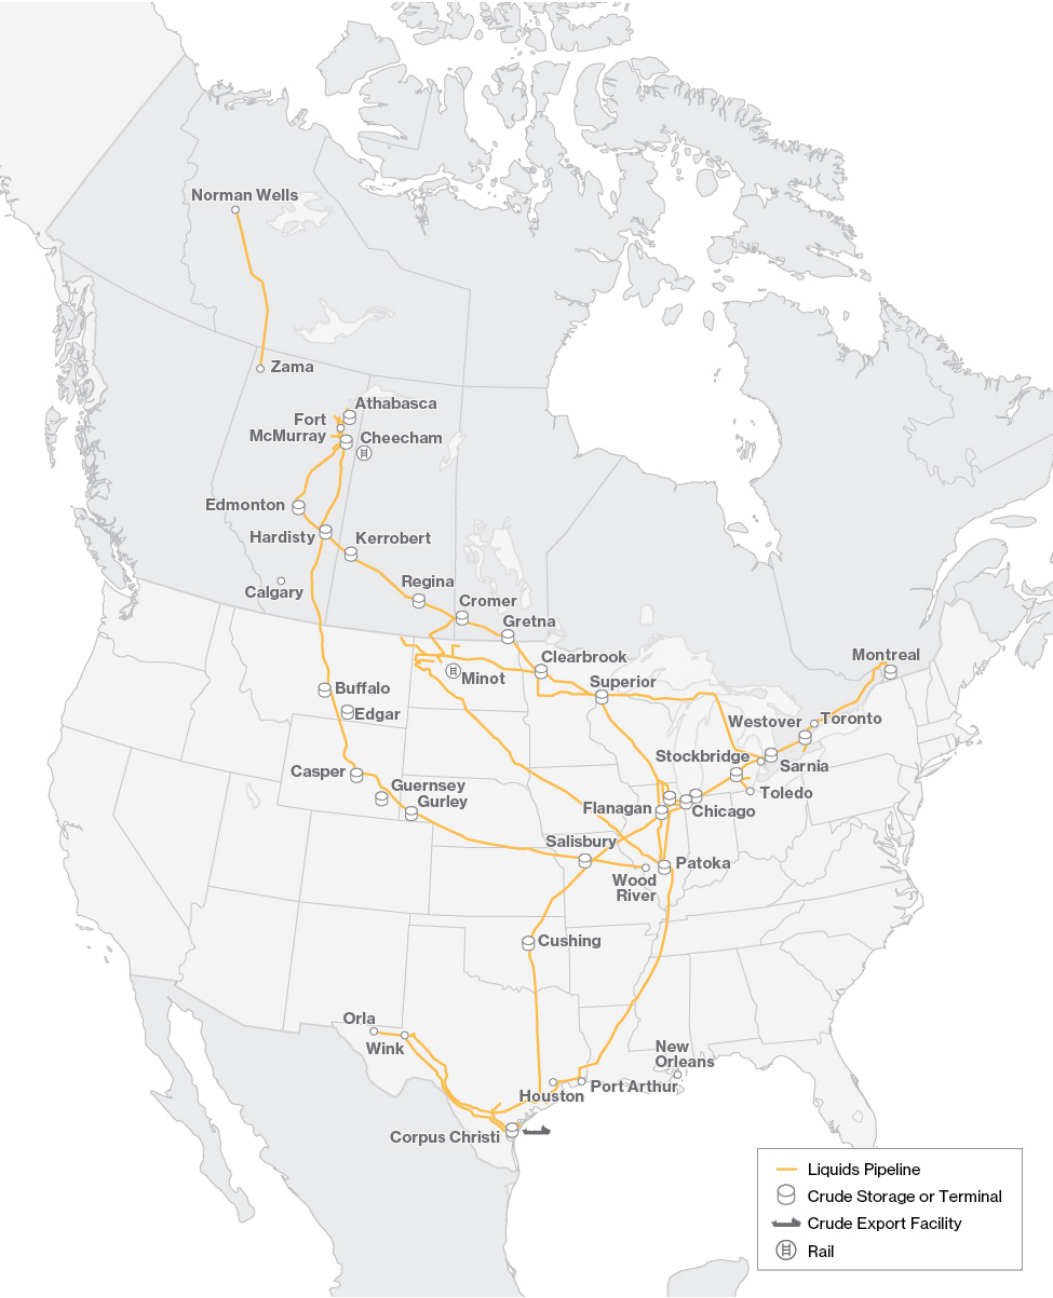 Norman Wells
Zama
Athabasca
Fort
McMurray
Cheecham
Edmonton
Hardisty
Kerrobert
Calgary
Regina
Cromer
Gretna
Clearbrook
Minot
Superior
Montreal
Buffalo
Edgar
Westover
Toronto
Stockbridge
Sarnia
Casper
Guernsey
Gurley
Toledo
Flanagan
Chicago
Salisbury
Patoka
Wood
River
Cushing
Orla
Wink
New
Orleans
Port Arthur
Houston
Corpus Christi
Liquids Pipeline
Crude Storage or Terminal
Crude Export Facility
Rail